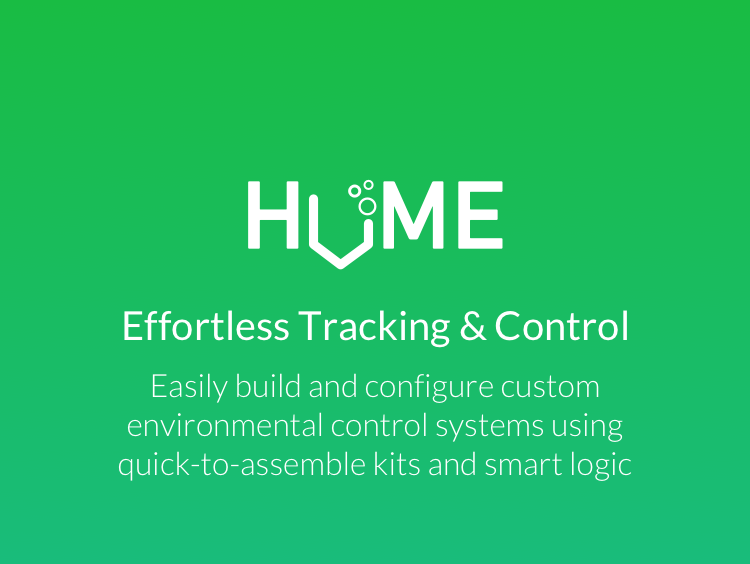 HUME
Effortless Tracking & Control
Easily build and configure custom
environmental control systems using
quick-to-assemble kits and smart logic